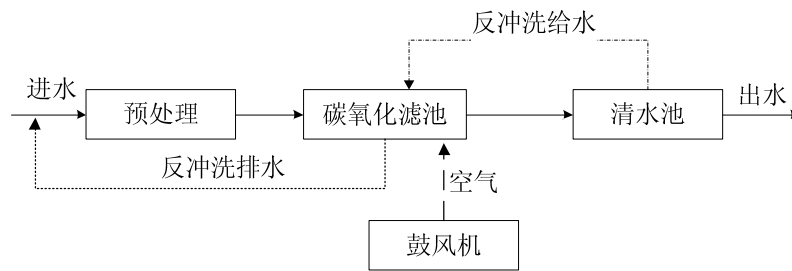 反冲洗给水
进水
预处理
碳氧化滤池
清水池
出水
反冲洗排水
空气
鼓风机